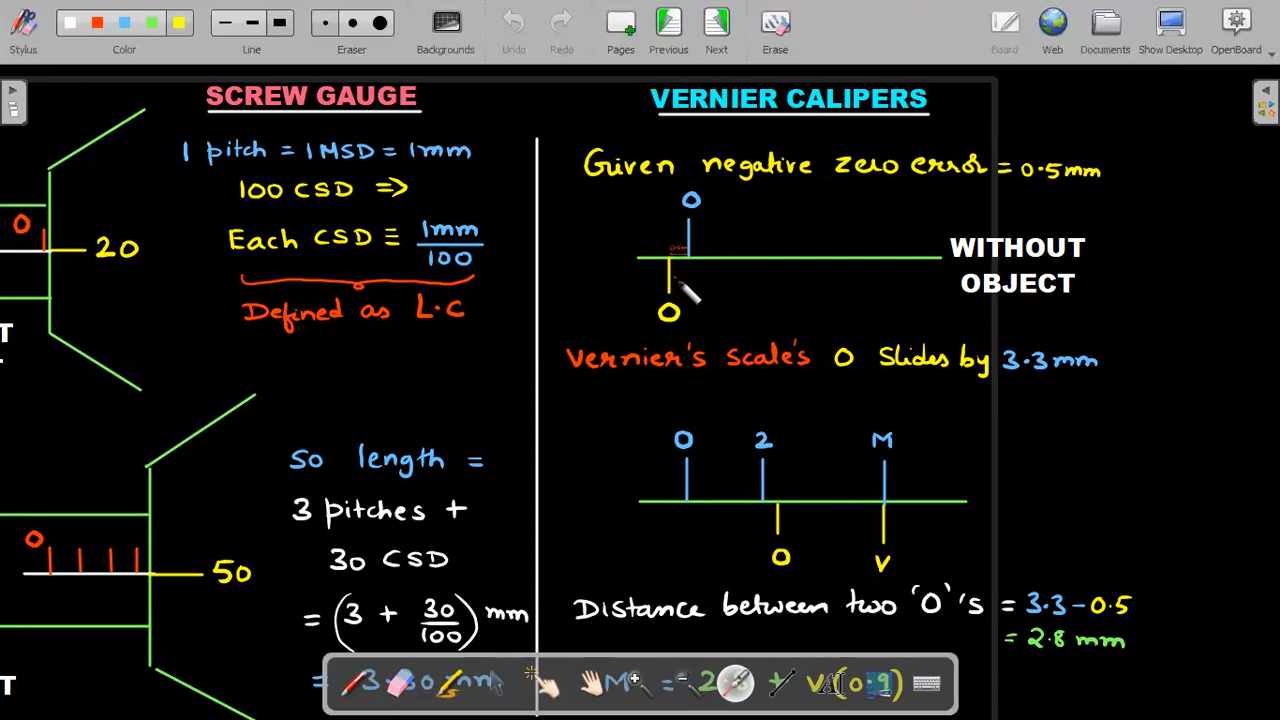 Stylus
Color
Line
Eraser
Backgrounds
Undo
Redo
Pages
Previous
Next
Erase
Board
Web
Documents
Show Desktop
OpenBoard
SCREW GAUGE
1 pitch = 1MSD = 1mm
100 CSD =>
Each CSD = 1mm/100
Defined as L.C
0
20
T
0
50
So length =
3 pitches +
30 CSD
= (3 + 30/100) mm
T
VERNIER CALIPERS
Given negative zero error = 0.5mm
0
0
WITHOUT
OBJECT
Vernier's scale's 0 Slides by 3.3mm
0 2 M
0 V
Distance between two '0''s = 3.3-0.5
= 2.8 mm